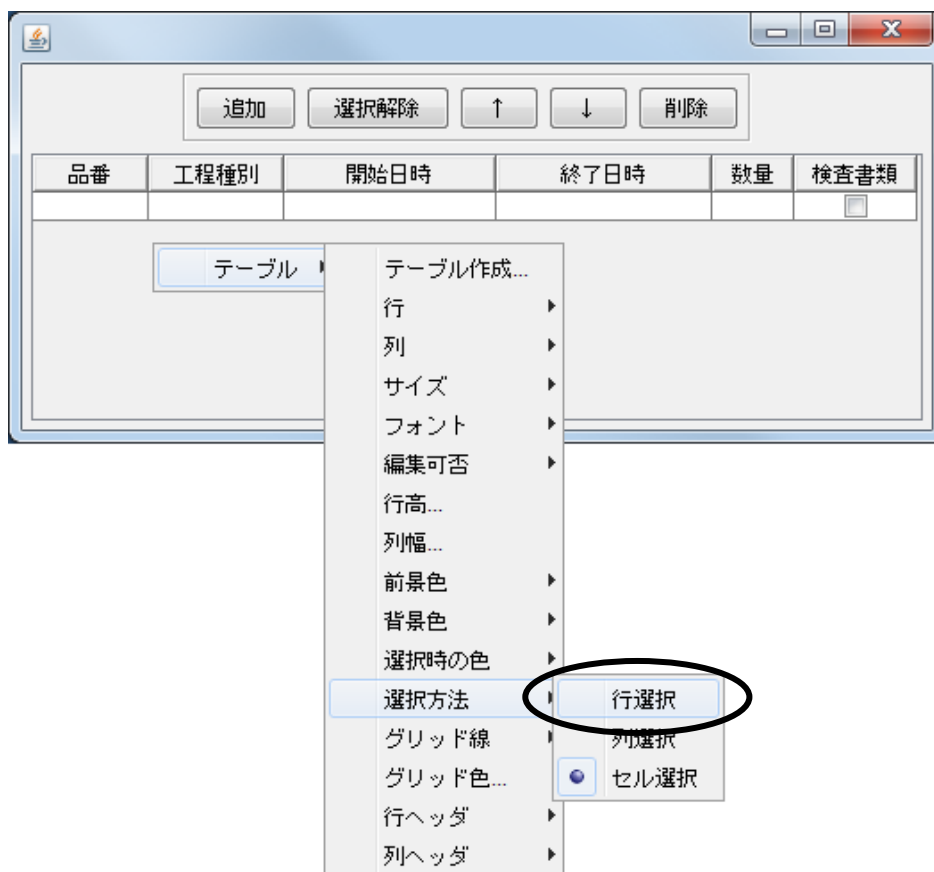 追加 選択解除 ↑ ↓ 削除
品番 工程種別 開始日時 終了日時 数量 検査書類
テーブル
テーブル作成...
行
列
サイズ
フォント
編集可否
行高...
列幅...
前景色
背景色
選択時の色
選択方法 行選択
グリッド線 列選択
グリッド色... セル選択
行ヘッダ
列ヘッダ